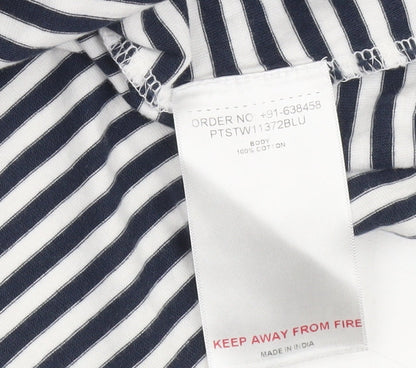 ORDER NO: +91-638458
PTSTW11372BLU
BODY
100% COTTON
KEEP AWAY FROM FIRE
MADE IN INDIA